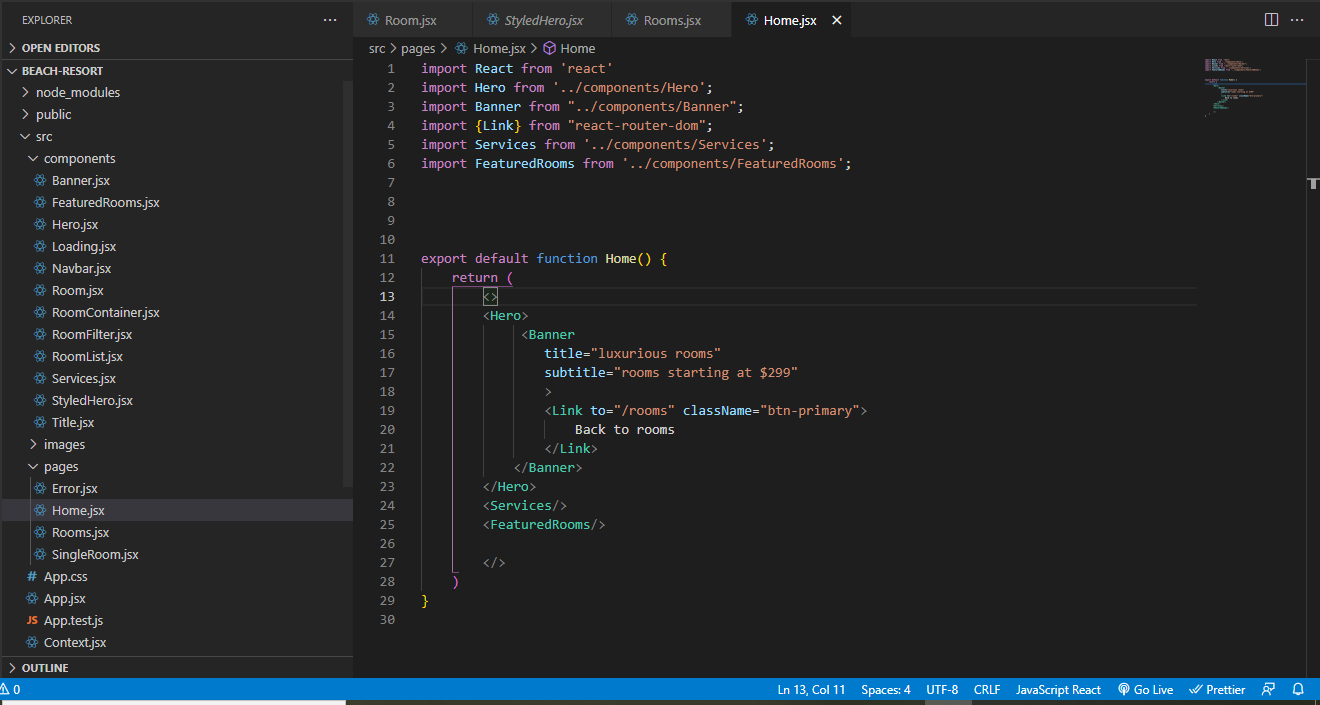 EXPLORER
OPEN EDITORS
BEACH-RESORT
node_modules
public
src
components
Banner.jsx
FeaturedRooms.jsx
Hero.jsx
Loading.jsx
Navbar.jsx
Room.jsx
RoomContainer.jsx
RoomFilter.jsx
RoomList.jsx
Services.jsx
StyledHero.jsx
Title.jsx
images
pages
Error.jsx
Home.jsx
Rooms.jsx
SingleRoom.jsx
# App.css
App.jsx
JS App.test.js
Context.jsx
OUTLINE
Room.jsx StyledHero.jsx Rooms.jsx Home.jsx
src > pages > Home.jsx > Home
1 import React from 'react'
2 import Hero from '../components/Hero';
3 import Banner from "../components/Banner";
4 import {Link} from "react-router-dom";
5 import Services from '../components/Services';
6 import FeaturedRooms from '../components/FeaturedRooms';
7
8
9
10
11 export default function Home() {
12 return (
13 <>
14 <Hero>
15 <Banner
16 title="luxurious rooms"
17 subtitle="rooms starting at $299"
18 >
19 <Link to="/rooms" className="btn-primary">
20 Back to rooms
21 </Link>
22 </Banner>
23 </Hero>
24 <Services/>
25 <FeaturedRooms/>
26
27 </>
28 )
29 }
30
0 Ln 13, Col 11 Spaces: 4 UTF-8 CRLF JavaScript React Go Live Prettier